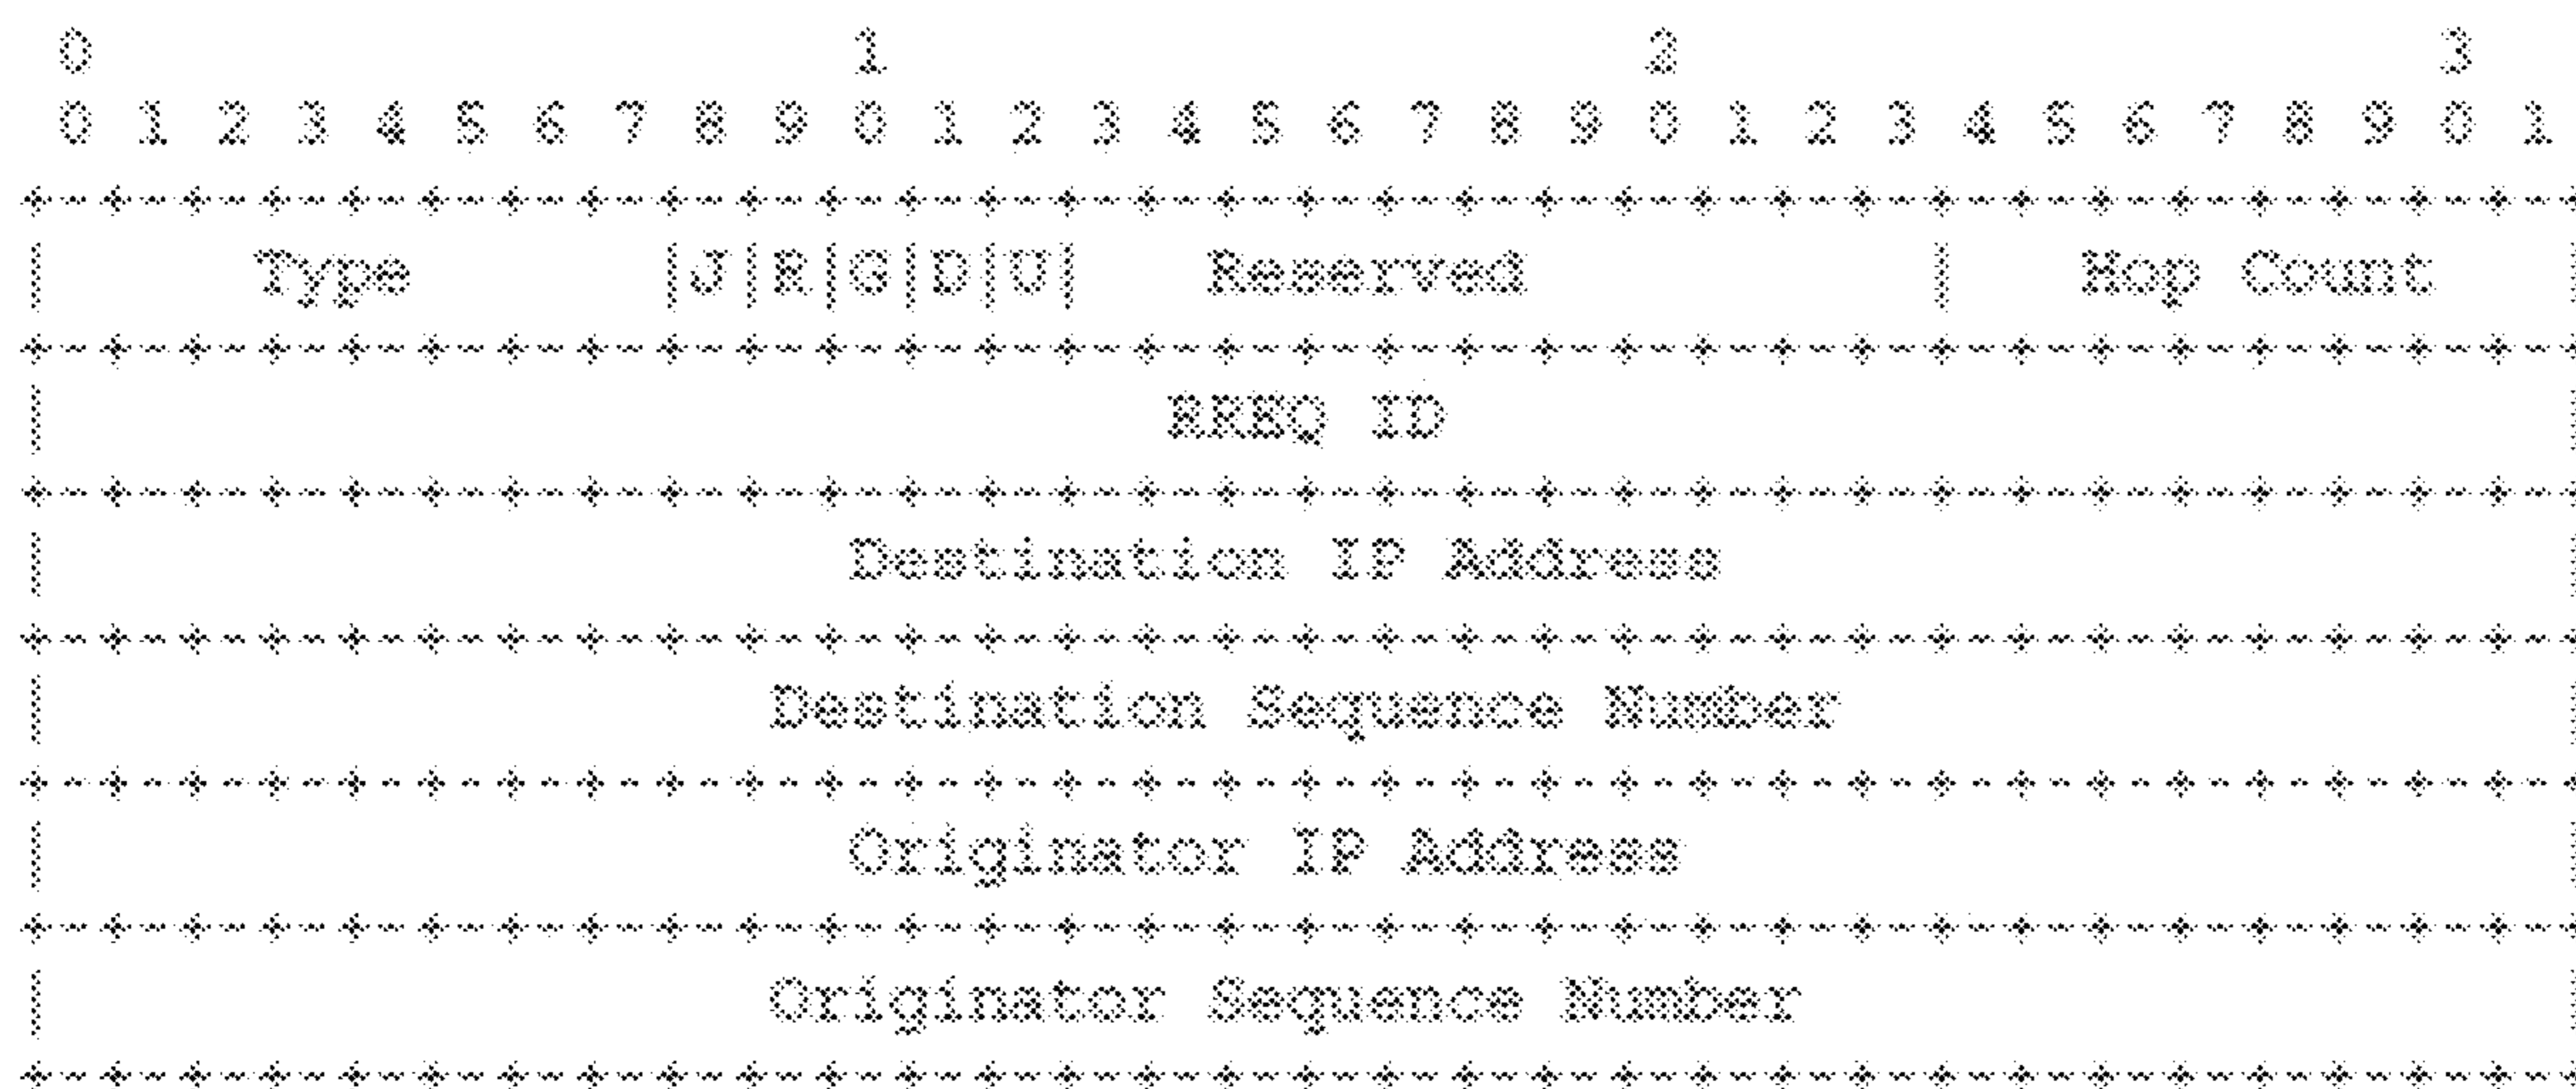 0                   1                   2                   3
0 1 2 3 4 5 6 7 8 9 0 1 2 3 4 5 6 7 8 9 0 1 2 3 4 5 6 7 8 9 0 1
+-+-+-+-+-+-+-+-+-+-+-+-+-+-+-+-+-+-+-+-+-+-+-+-+-+-+-+-+-+-+-+-+
|     Type      |J|R|G|D|U|   Reserved          |   Hop Count   |
+-+-+-+-+-+-+-+-+-+-+-+-+-+-+-+-+-+-+-+-+-+-+-+-+-+-+-+-+-+-+-+-+
|                            RREQ ID                            |
+-+-+-+-+-+-+-+-+-+-+-+-+-+-+-+-+-+-+-+-+-+-+-+-+-+-+-+-+-+-+-+-+
|                    Destination IP Address                     |
+-+-+-+-+-+-+-+-+-+-+-+-+-+-+-+-+-+-+-+-+-+-+-+-+-+-+-+-+-+-+-+-+
|                  Destination Sequence Number                  |
+-+-+-+-+-+-+-+-+-+-+-+-+-+-+-+-+-+-+-+-+-+-+-+-+-+-+-+-+-+-+-+-+
|                    Originator IP Address                      |
+-+-+-+-+-+-+-+-+-+-+-+-+-+-+-+-+-+-+-+-+-+-+-+-+-+-+-+-+-+-+-+-+
|                  Originator Sequence Number                   |
+-+-+-+-+-+-+-+-+-+-+-+-+-+-+-+-+-+-+-+-+-+-+-+-+-+-+-+-+-+-+-+-+